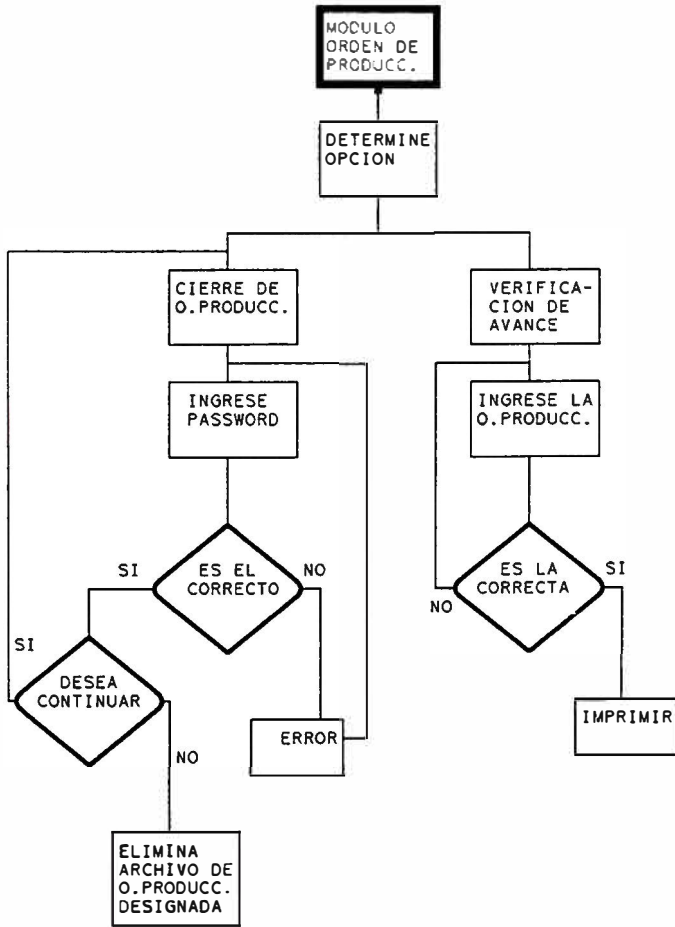 MODULO
ORDEN DE
PRODUCC.
DETERMINE
OPCION
CIERRE DE
O.PRODUCC.
VERIFICA-
CION DE
AVANCE
INGRESE
PASSWORD
INGRESE LA
O.PRODUCC.
SI
ES EL
CORRECTO
NO
NO
ES LA
CORRECTA
SI
SI
DESEA
CONTINUAR
NO
ERROR
IMPRIMIR
ELIMINA
ARCHIVO DE
O.PRODUCC.
DESIGNADA